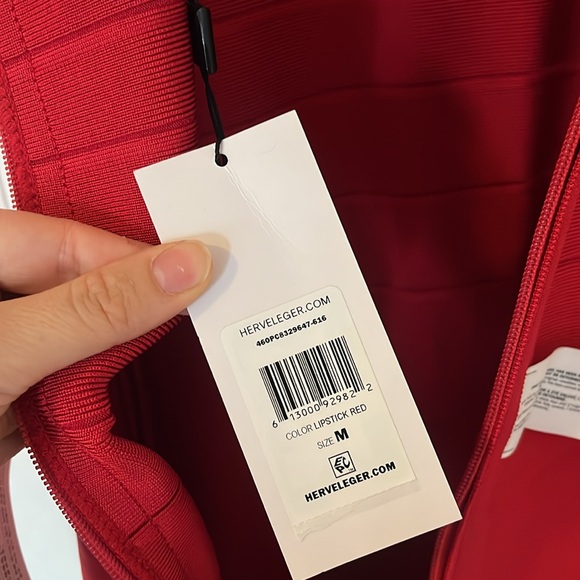 HERVELEGER.COM
460PC8329647-616
6 13000 92982 2
COLOR LIPSTICK RED
SIZE M
HERVELEGER.COM